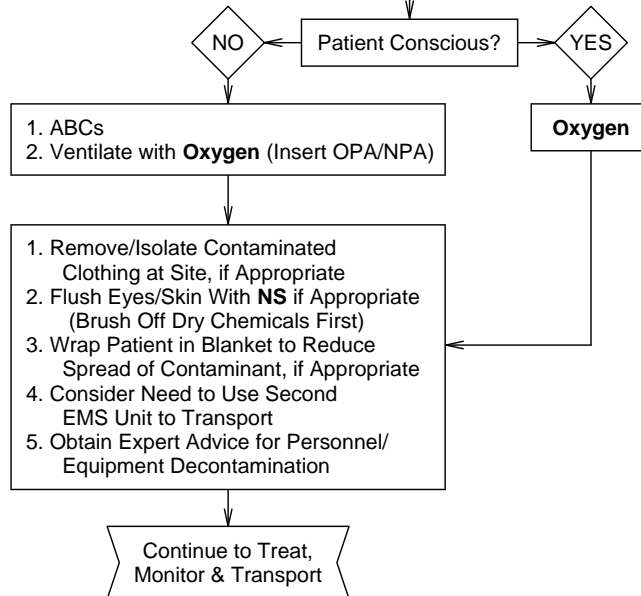 NO
Patient Conscious?
YES
1. ABCs
2. Ventilate with Oxygen (Insert OPA/NPA)
Oxygen
1. Remove/Isolate Contaminated
Clothing at Site, if Appropriate
2. Flush Eyes/Skin With NS if Appropriate
(Brush Off Dry Chemicals First)
3. Wrap Patient in Blanket to Reduce
Spread of Contaminant, if Appropriate
4. Consider Need to Use Second
EMS Unit to Transport
5. Obtain Expert Advice for Personnel/
Equipment Decontamination
Continue to Treat,
Monitor & Transport